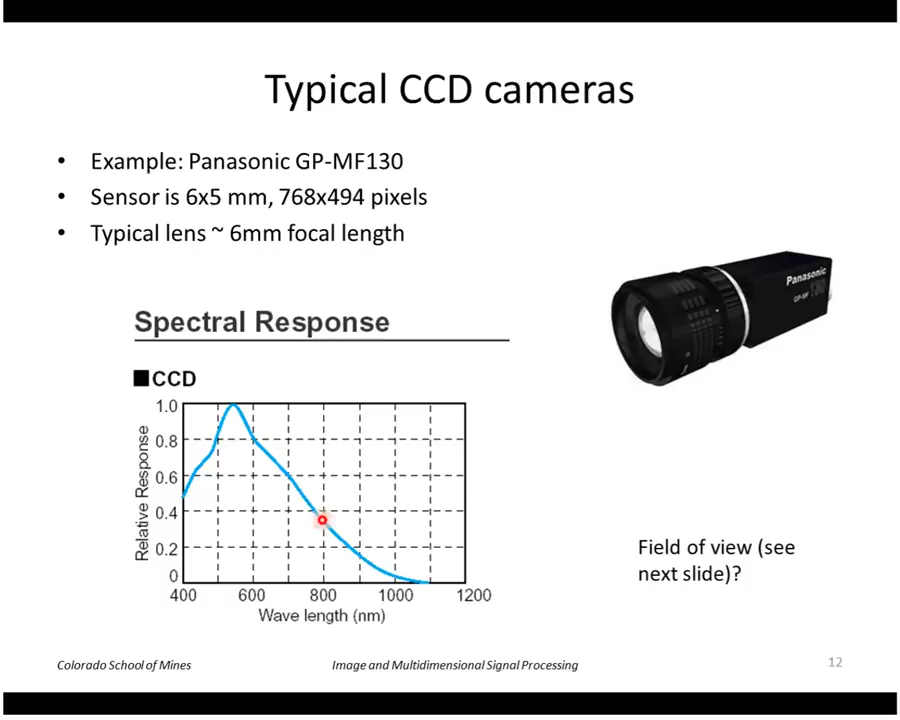 Typical CCD cameras
• Example: Panasonic GP-MF130
• Sensor is 6x5 mm, 768x494 pixels
• Typical lens ~ 6mm focal length
Panasonic
GP-MF 130
Spectral Response
■CCD
Relative Response
1.0
0.8
0.6
0.4
0.2
0
400 600 800 1000 1200
Wave length (nm)
Field of view (see
next slide)?
Colorado School of Mines Image and Multidimensional Signal Processing 12